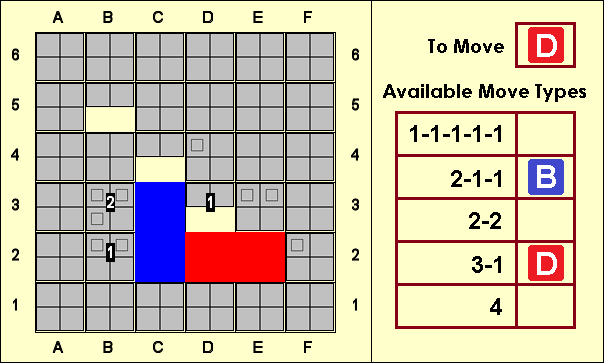 A B C D E F
To Move D
6 6
Available Move Types
5 5
1-1-1-1-1
4 4
2-1-1 B
2 1
3 3
2-2
1
2 2
3-1 D
1 1
4
A B C D E F